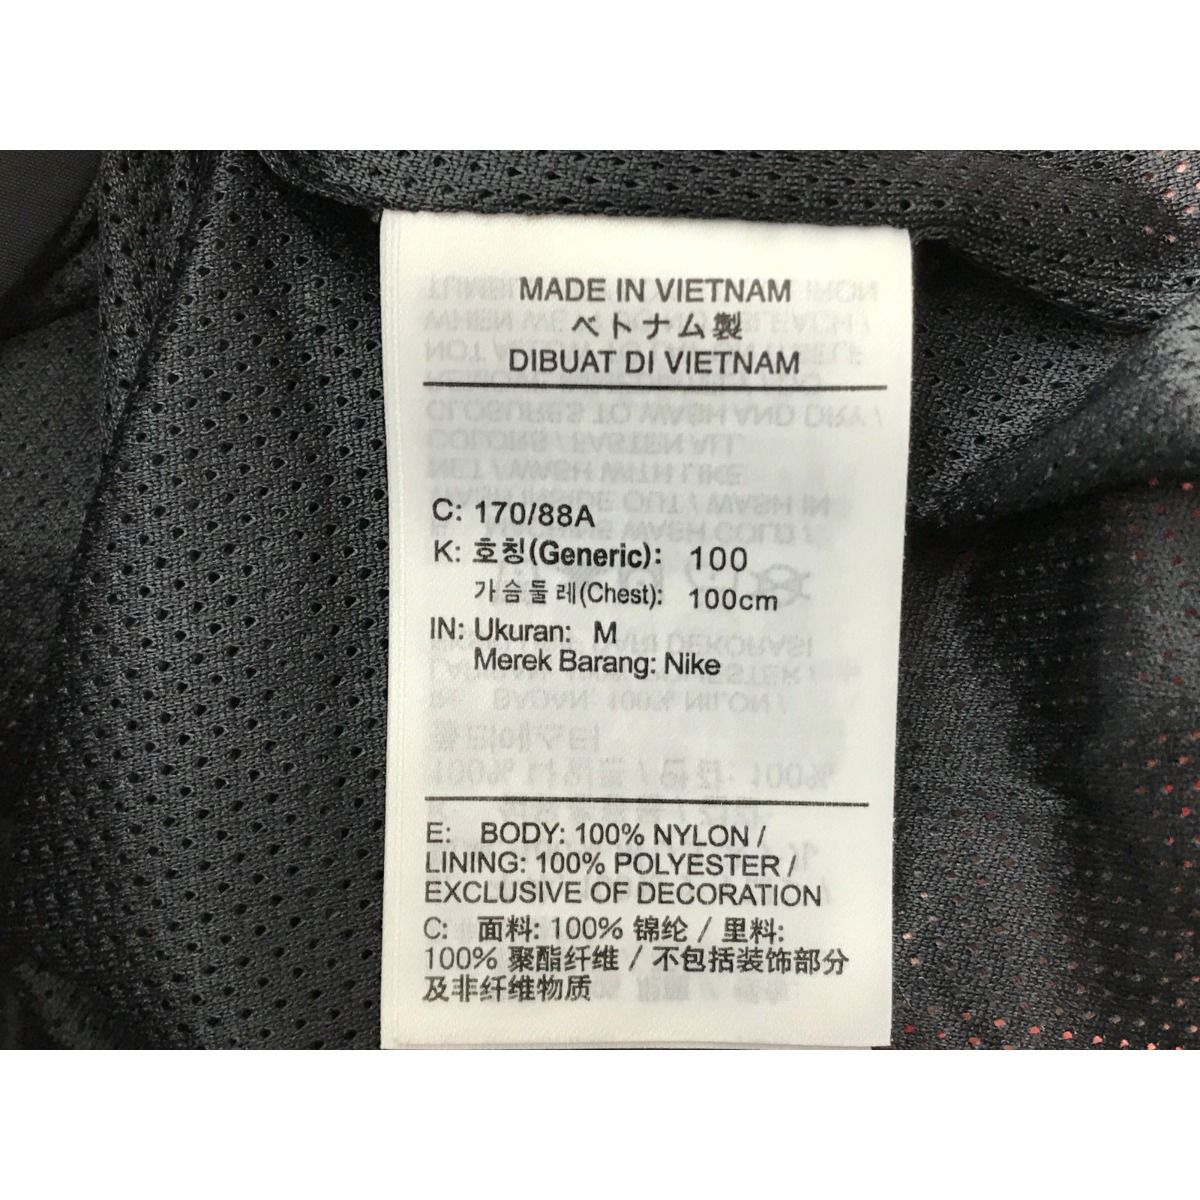 MADE IN VIETNAM
ベトナム製
DIBUAT DI VIETNAM
C: 170/88A
K: 호칭(Generic): 100
가슴둘레(Chest): 100cm
IN: Ukuran: M
Merek Barang: Nike
E: BODY: 100% NYLON /
LINING: 100% POLYESTER /
EXCLUSIVE OF DECORATION
C: 面料: 100% 锦纶 / 里料:
100% 聚酯纤维 / 不包括装饰部分
及非纤维物质